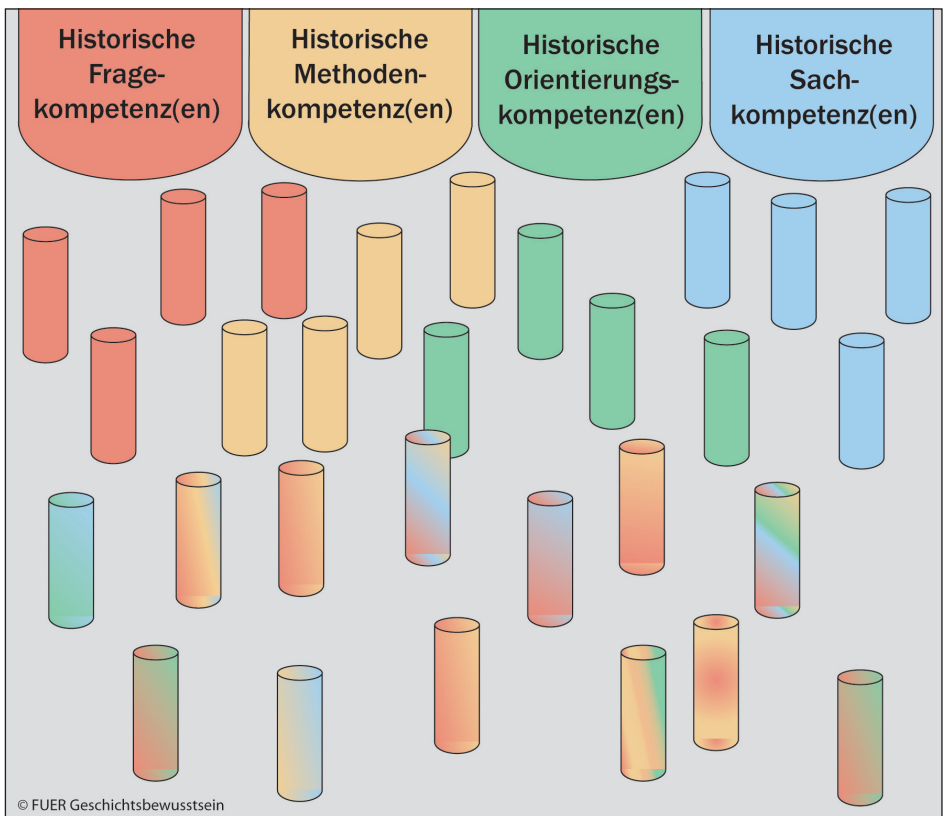 Historische
Frage-
kompetenz(en)
Historische
Methoden-
kompetenz(en)
Historische
Orientierungs-
kompetenz(en)
Historische
Sach-
kompetenz(en)
© FUER Geschichtsbewusstsein